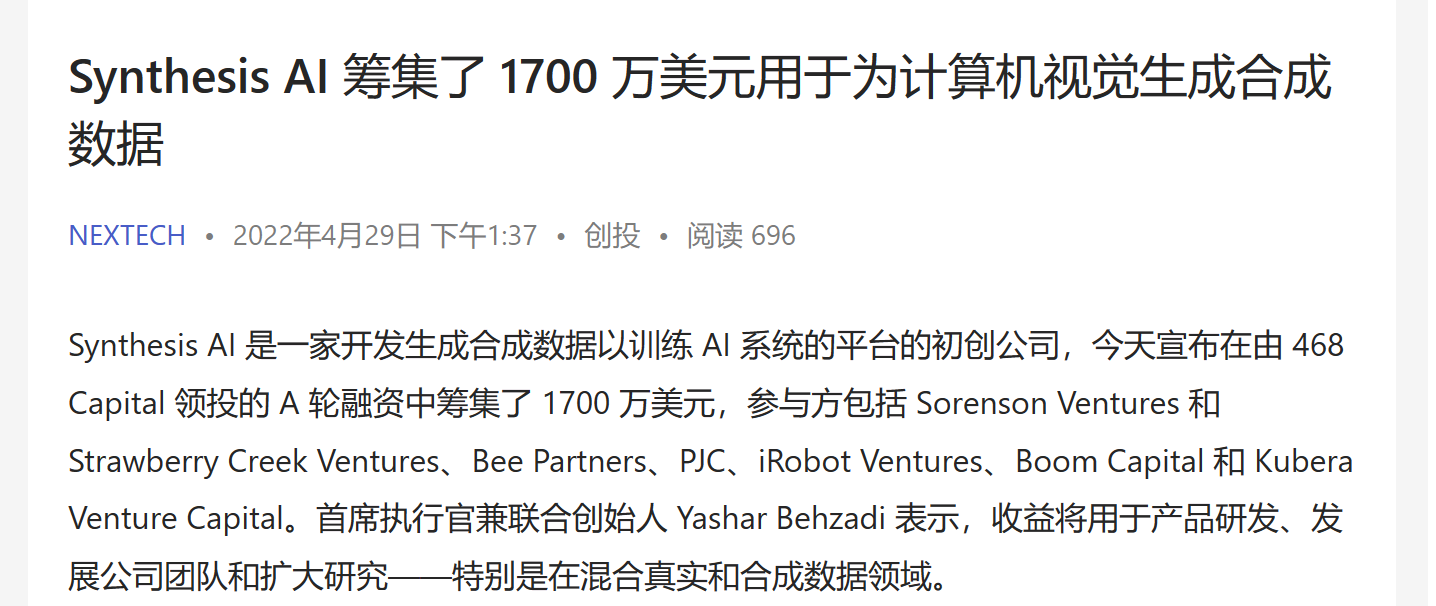 Synthesis AI 筹集了 1700 万美元用于为计算机视觉生成合成
数据
NEXTECH • 2022年4月29日 下午1:37 • 创投 • 阅读 696
Synthesis AI 是一家开发生成合成数据以训练 AI 系统的平台的初创公司，今天宣布在由 468
Capital 领投的 A 轮融资中筹集了 1700 万美元，参与方包括 Sorenson Ventures 和
Strawberry Creek Ventures、Bee Partners、PJC、iRobot Ventures、Boom Capital 和 Kubera
Venture Capital。首席执行官兼联合创始人 Yashar Behzadi 表示，收益将用于产品研发、发
展公司团队和扩大研究——特别是在混合真实和合成数据领域。